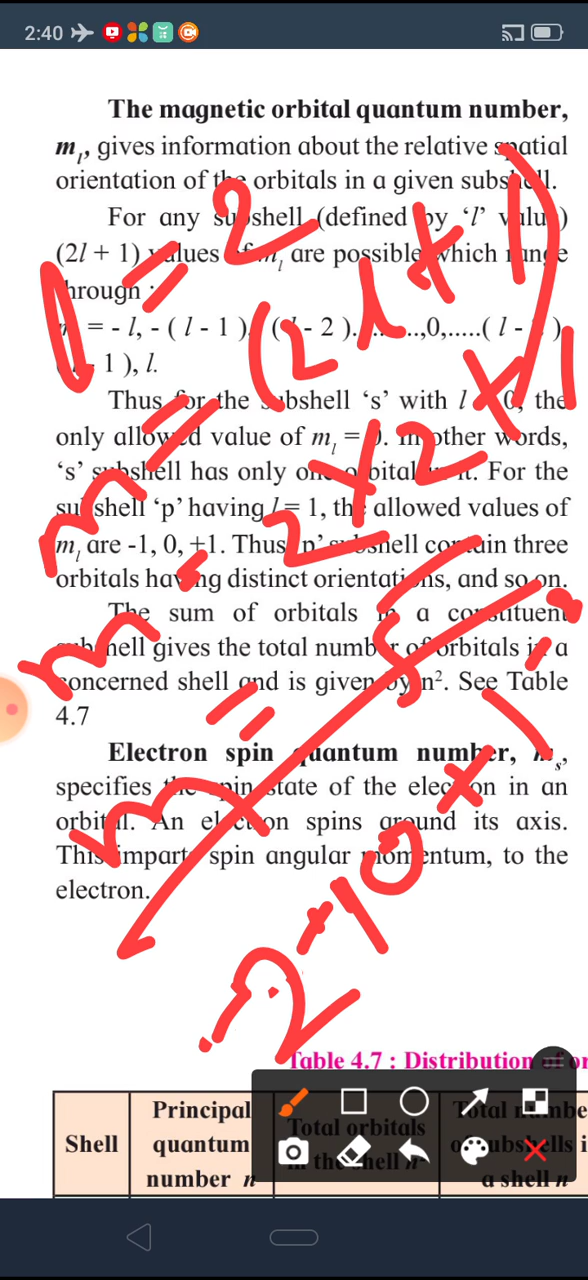 2:40
The magnetic orbital quantum number,
mₗ, gives information about the relative spatial
orientation of the orbitals in a given subshell.
For any subshell (defined by ‘l’ value)
(2l + 1) values of mₗ are possible which range
through :
= - l, - ( l - 1 ), ( - 2 )........,0,.....( l - ),
1 ), l.
Thus for the subshell ‘s’ with l = 0, the
only allowed value of mₗ = 0. In other words,
‘s’ subshell has only one orbital in it. For the
subshell ‘p’ having l = 1, the allowed values of
mₗ are -1, 0, +1. Thus ‘p’ subshell contain three
orbitals having distinct orientations, and so on.
The sum of orbitals in a constituent
subshell gives the total number of orbitals in a
concerned shell and is given by n². See Table
4.7
Electron spin quantum number, mₛ,
specifies the spin state of the electron in an
orbital. An electron spins around its axis.
This imparts spin angular momentum, to the
electron.
l = 2
m = (2l+1)
m = 2×2+1
m = 5
Table 4.7 : Distribution of or
Shell
Principal
quantum
number n
Total orbitals
in the shell n²
Total numbe
of subshells i
a shell n